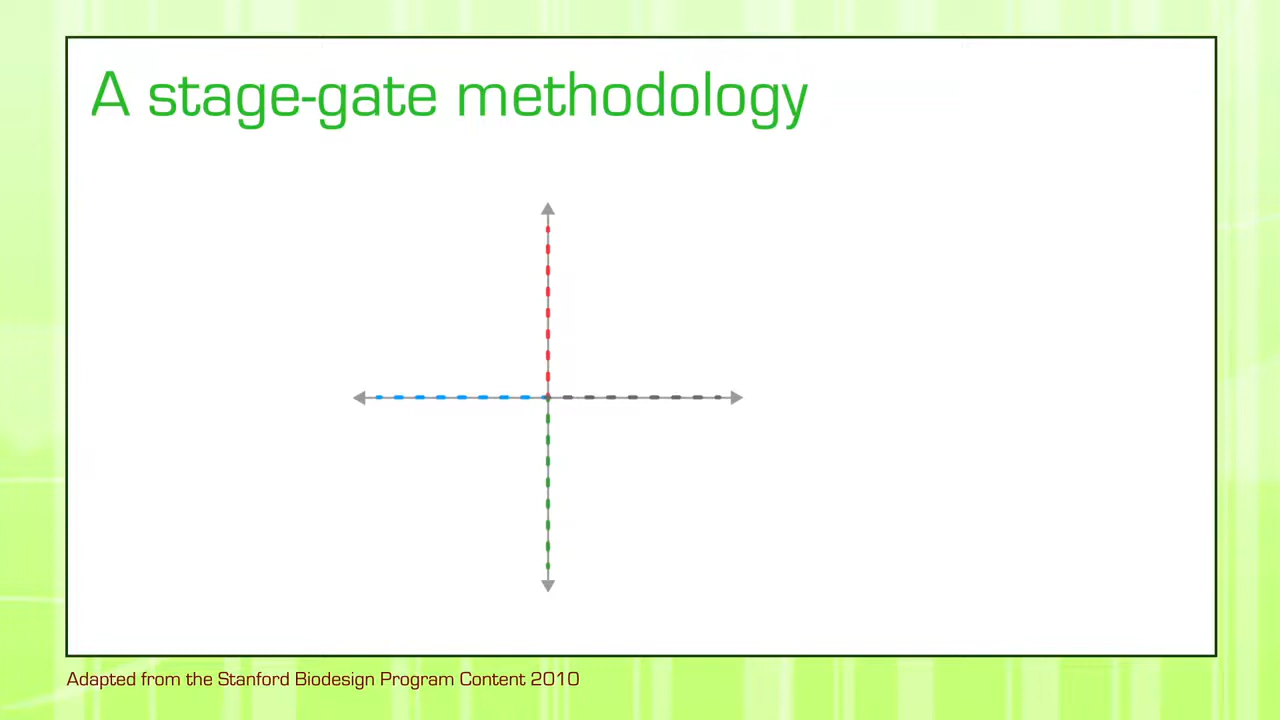 A stage-gate methodology
Adapted from the Stanford Biodesign Program Content 2010